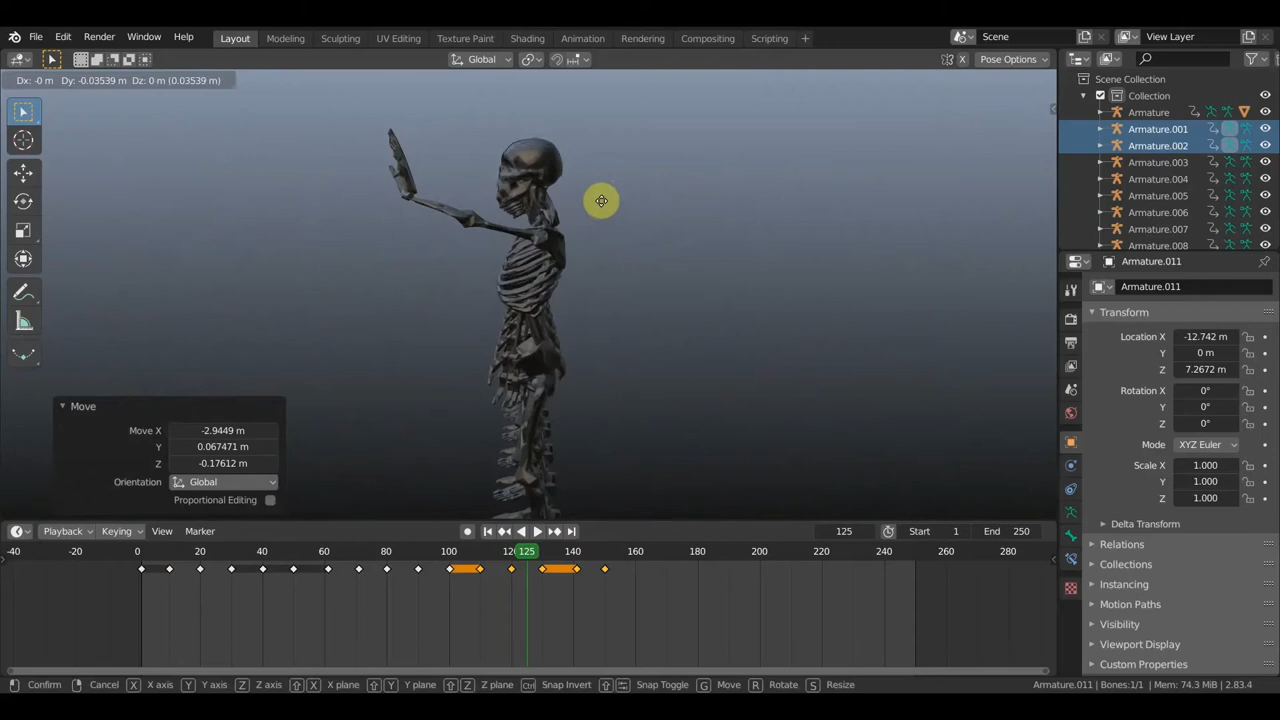 File Edit Render Window Help Layout Modeling Sculpting UV Editing Texture Paint Shading Animation Rendering Compositing Scripting + Scene View Layer
Global X Pose Options
Dx: -0 m Dy: -0.03539 m Dz: 0 m (0.03539 m)
Scene Collection
Collection
Armature
Armature.001
Armature.002
Armature.003
Armature.004
Armature.005
Armature.006
Armature.007
Armature.008
Armature.011
Armature.011
Transform
Location X -12.742 m
Y 0 m
Z 7.2672 m
Rotation X 0°
Y 0°
Z 0°
Mode XYZ Euler
Scale X 1.000
Y 1.000
Z 1.000
Delta Transform
Relations
Collections
Instancing
Motion Paths
Visibility
Viewport Display
Custom Properties
Move
Move X -2.9449 m
Y 0.067471 m
Z -0.17612 m
Orientation Global
Proportional Editing
Playback Keying View Marker 125 Start 1 End 250
-40 -20 0 20 40 60 80 100 120 125 140 160 180 200 220 240 260 280
Confirm Cancel X X axis Y Y axis Z Z axis X X plane Y Y plane Z Z plane Ctrl Snap Invert Snap Toggle G Move R Rotate S Resize Armature.011 | Bones:1/1 | Mem: 74.3 MiB | 2.83.4